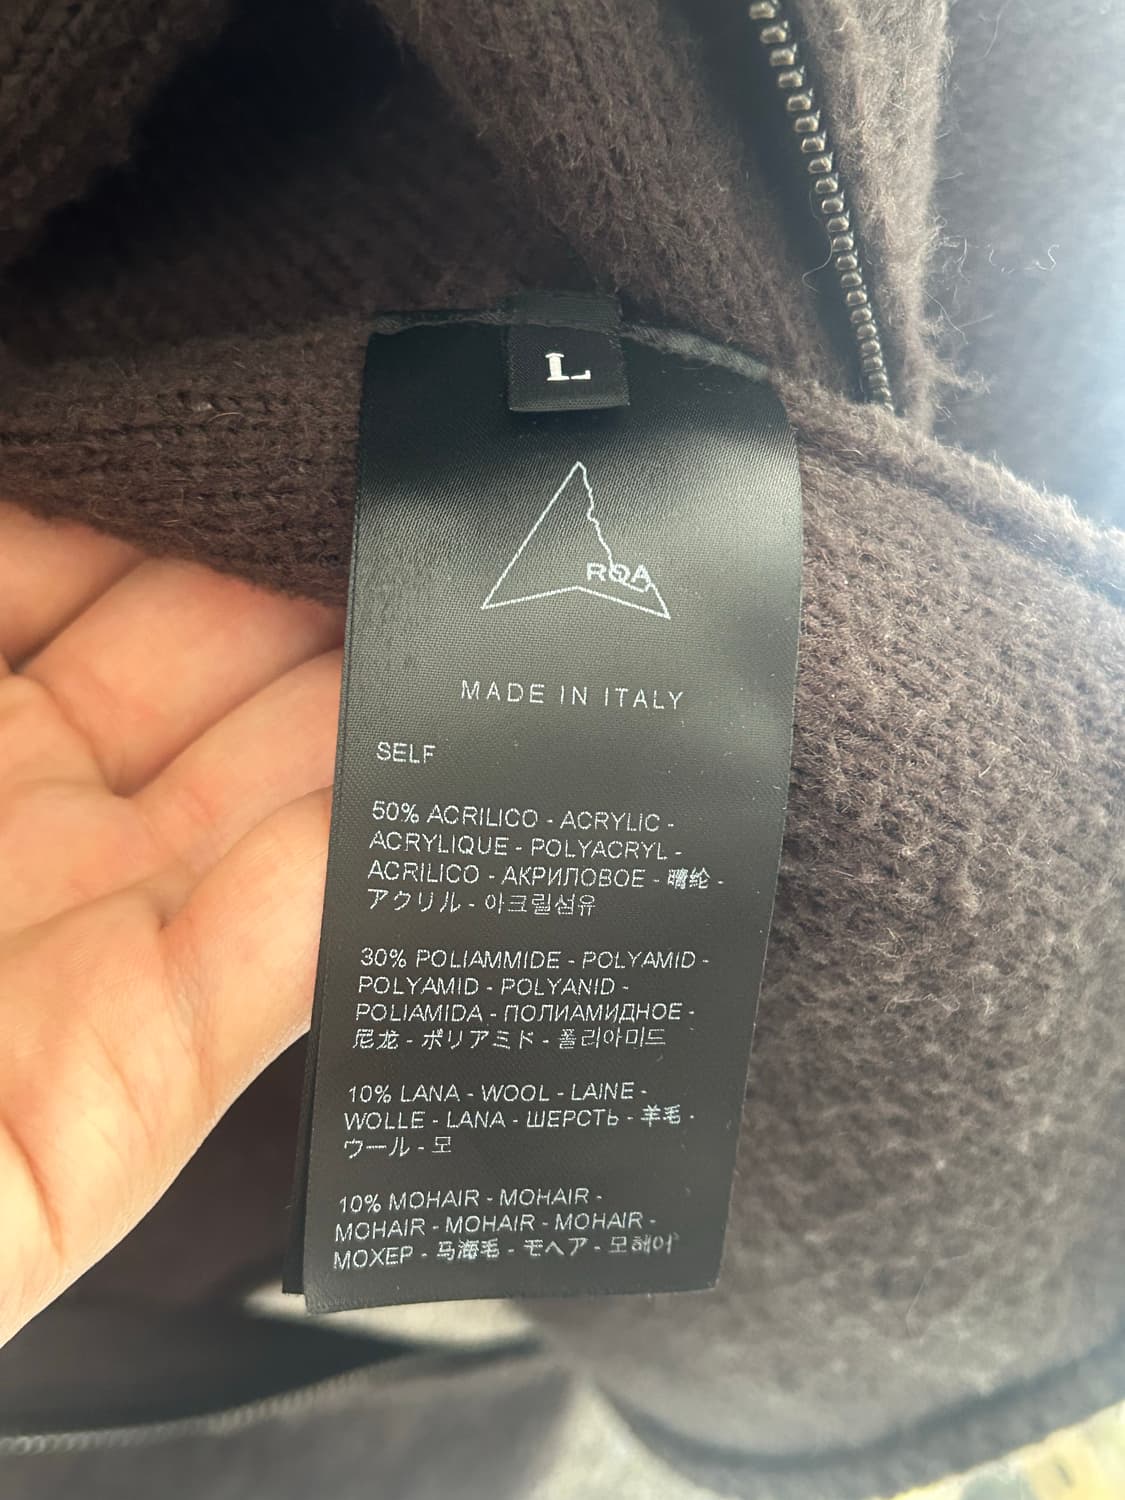 L
ROA
MADE IN ITALY
SELF
50% ACRILICO - ACRYLIC -
ACRYLIQUE - POLYACRYL -
ACRILICO - АКРИЛОВОЕ - 晴纶 -
アクリル - 아크릴섬유
30% POLIAMMIDE - POLYAMID -
POLYAMID - POLYANID -
POLIAMIDA - ПОЛИАМИДНОЕ -
尼龙 - ポリアミド - 폴리아미드
10% LANA - WOOL - LAINE -
WOLLE - LANA - ШЕРСТЬ - 羊毛 -
ウール - 모
10% MOHAIR - MOHAIR -
MOHAIR - MOHAIR - MOHAIR -
МОХЕР - 马海毛 - モヘア - 모헤어